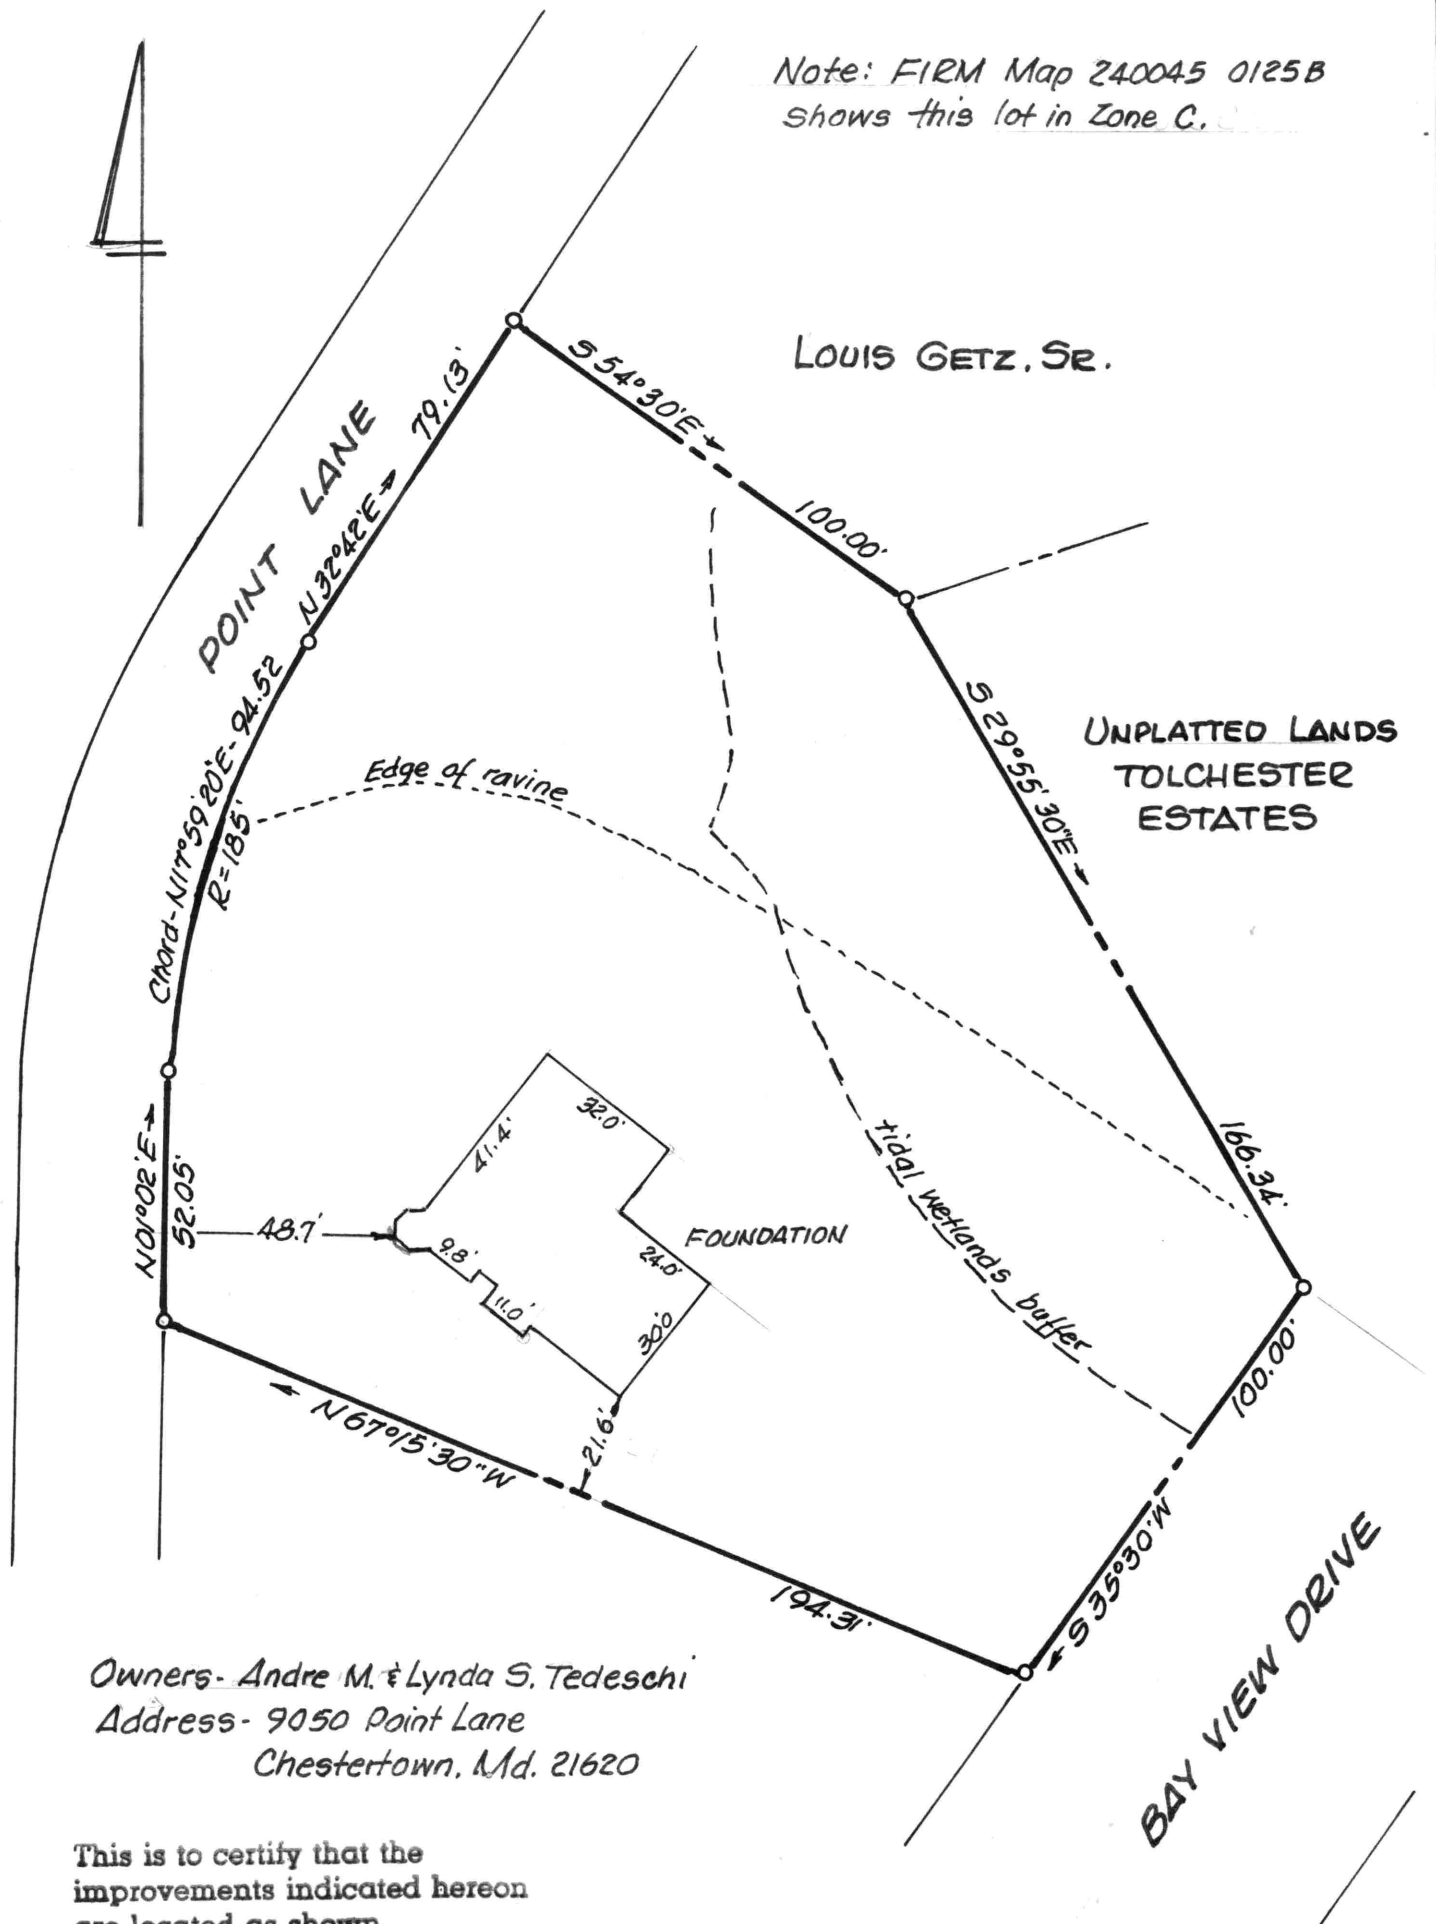 Note: FIRM Map 240045 0125B
shows this lot in Zone C.
LOUIS GETZ, SR.
S 54°30'E
100.00'
79.13'
N 32°42'E
POINT LANE
Chord- N17°59'20"E- 94.52
R=185'
Edge of ravine
S 29°55'30"E
166.34'
UNPLATTED LANDS
TOLCHESTER
ESTATES
N01°02'E
52.05'
48.7'
41.4'
32.0'
9.8'
11.0'
24.0'
30.0
FOUNDATION
tidal wetlands buffer
21.6'
100.00'
S 35°30'W
N 67°15'30"W
194.31'
BAY VIEW DRIVE
Owners- Andre M. & Lynda S. Tedeschi
Address- 9050 Point Lane
Chestertown, Md. 21620
This is to certify that the
improvements indicated hereon
are located as shown